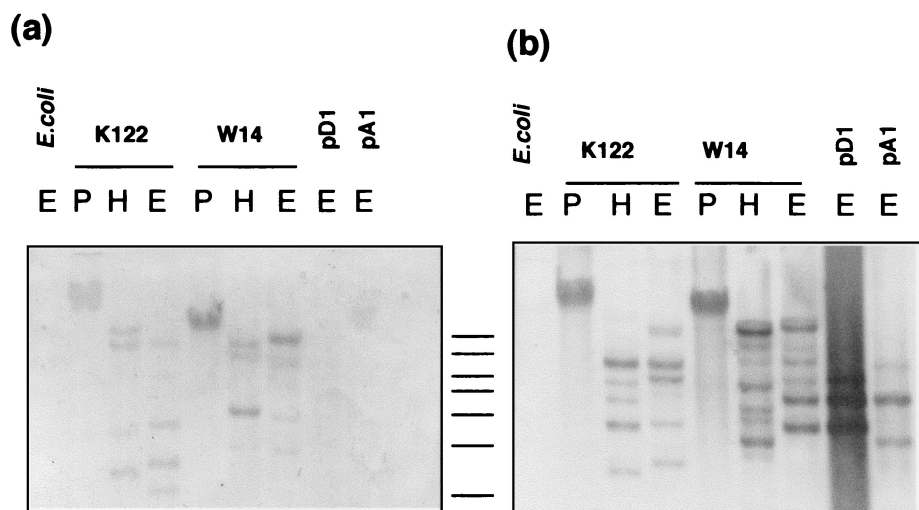 (a)
E.coli K122 W14 pD1 pA1
E P H E P H E E E
(b)
E.coli K122 W14 pD1 pA1
E P H E P H E E E